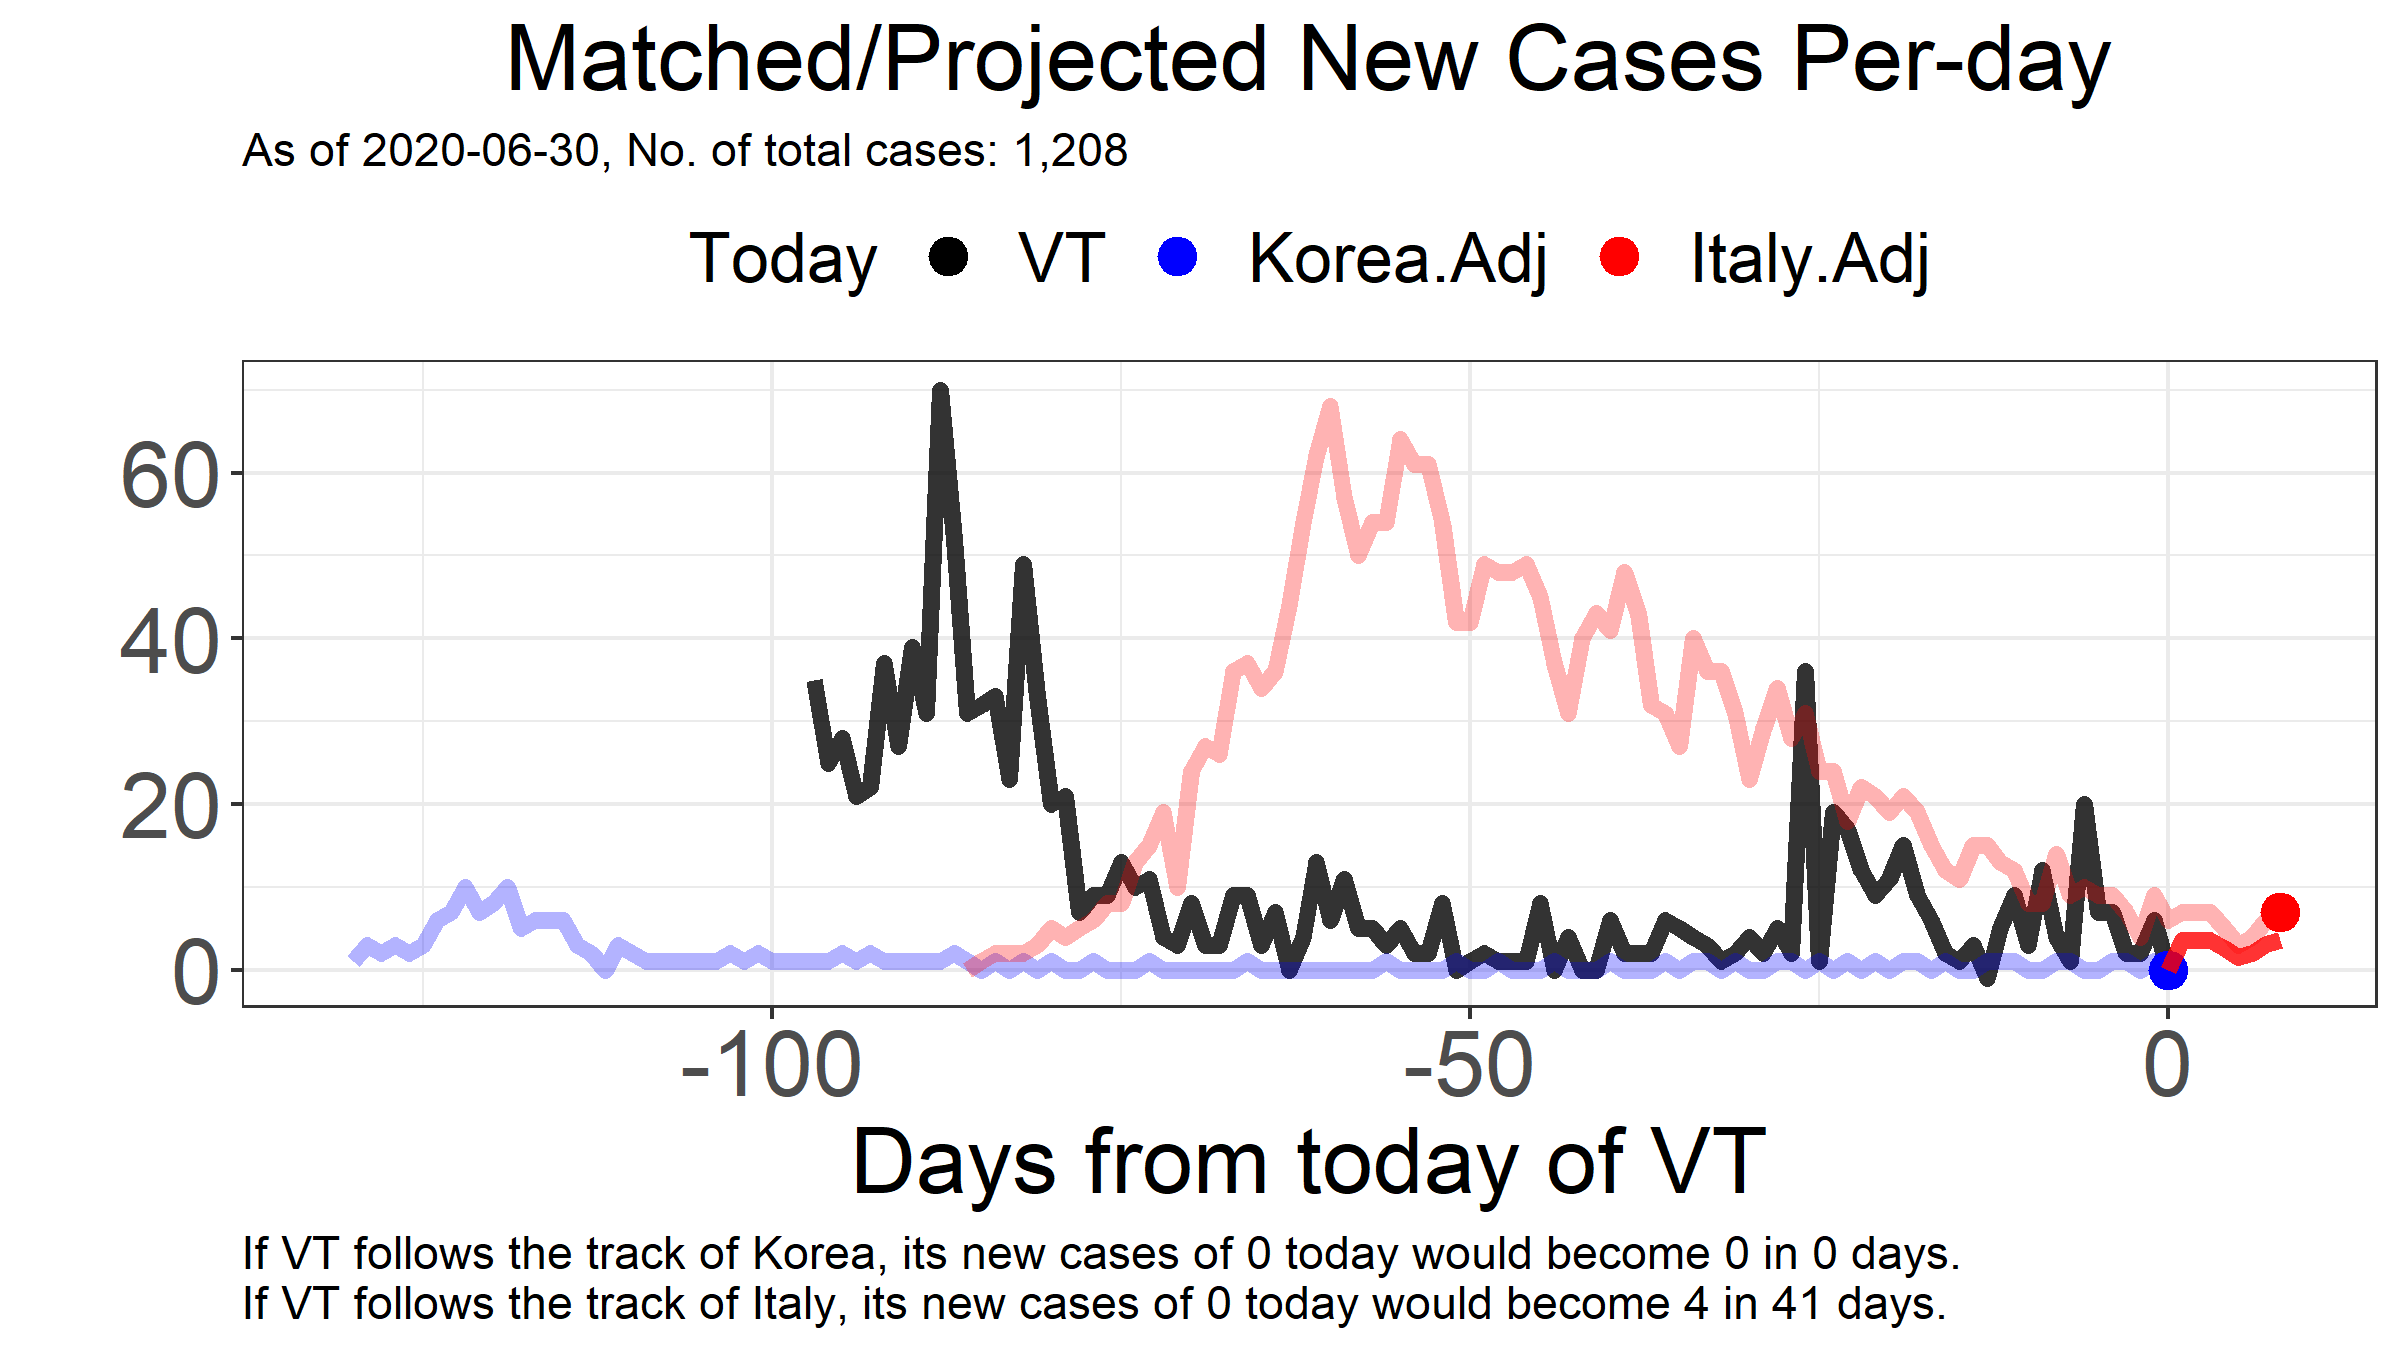 Matched/Projected New Cases Per-day
As of 2020-06-30, No. of total cases: 1,208
Today VT Korea.Adj Italy.Adj
60
40
20
0
-100 -50 0
Days from today of VT
If VT follows the track of Korea, its new cases of 0 today would become 0 in 0 days.
If VT follows the track of Italy, its new cases of 0 today would become 4 in 41 days.